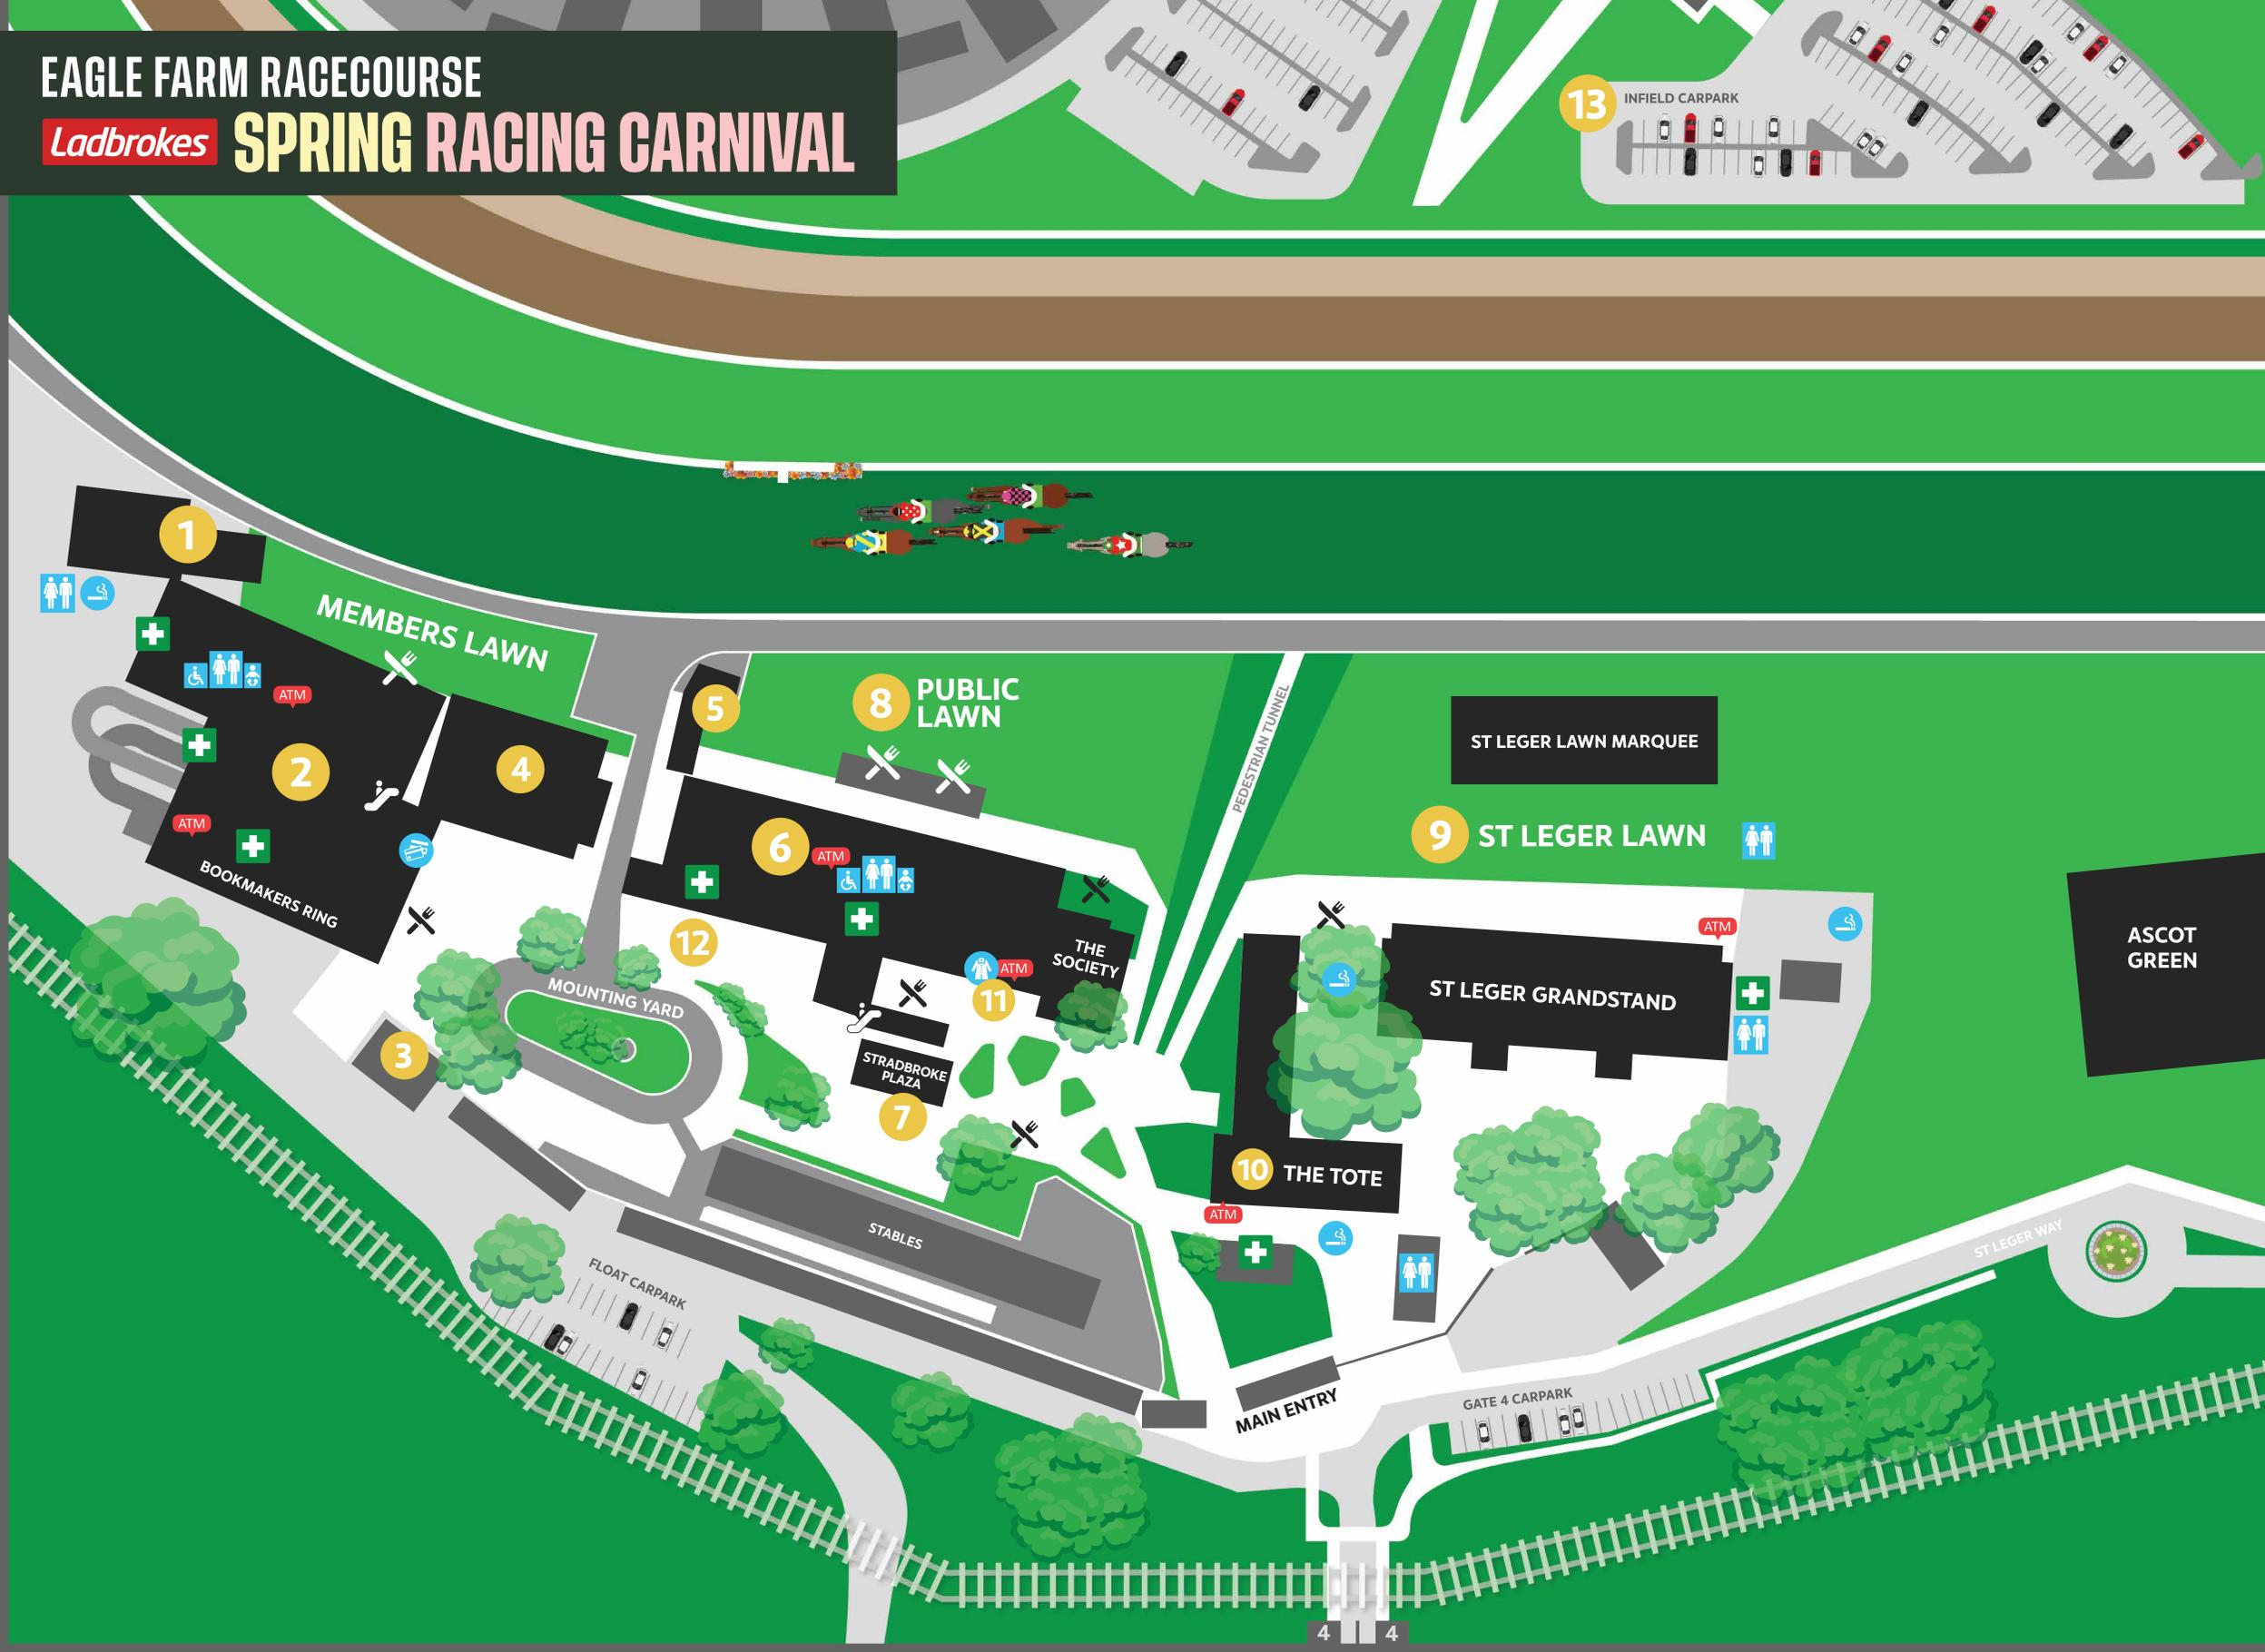 EAGLE FARM RACECOURSE
Ladbrokes SPRING RACING CARNIVAL
13 INFIELD CARPARK
1
MEMBERS LAWN
ATM
2
4
5
8 PUBLIC
LAWN
PEDESTRIAN TUNNEL
ST LEGER LAWN MARQUEE
9 ST LEGER LAWN
ATM
BOOKMAKERS RING
6
ATM
12
THE
SOCIETY
ATM
11
ATM
ASCOT
GREEN
ST LEGER GRANDSTAND
MOUNTING YARD
3
STRADBROKE
PLAZA
7
10 THE TOTE
ATM
STABLES
FLOAT CARPARK
ST LEGER WAY
MAIN ENTRY
GATE 4 CARPARK
4
4